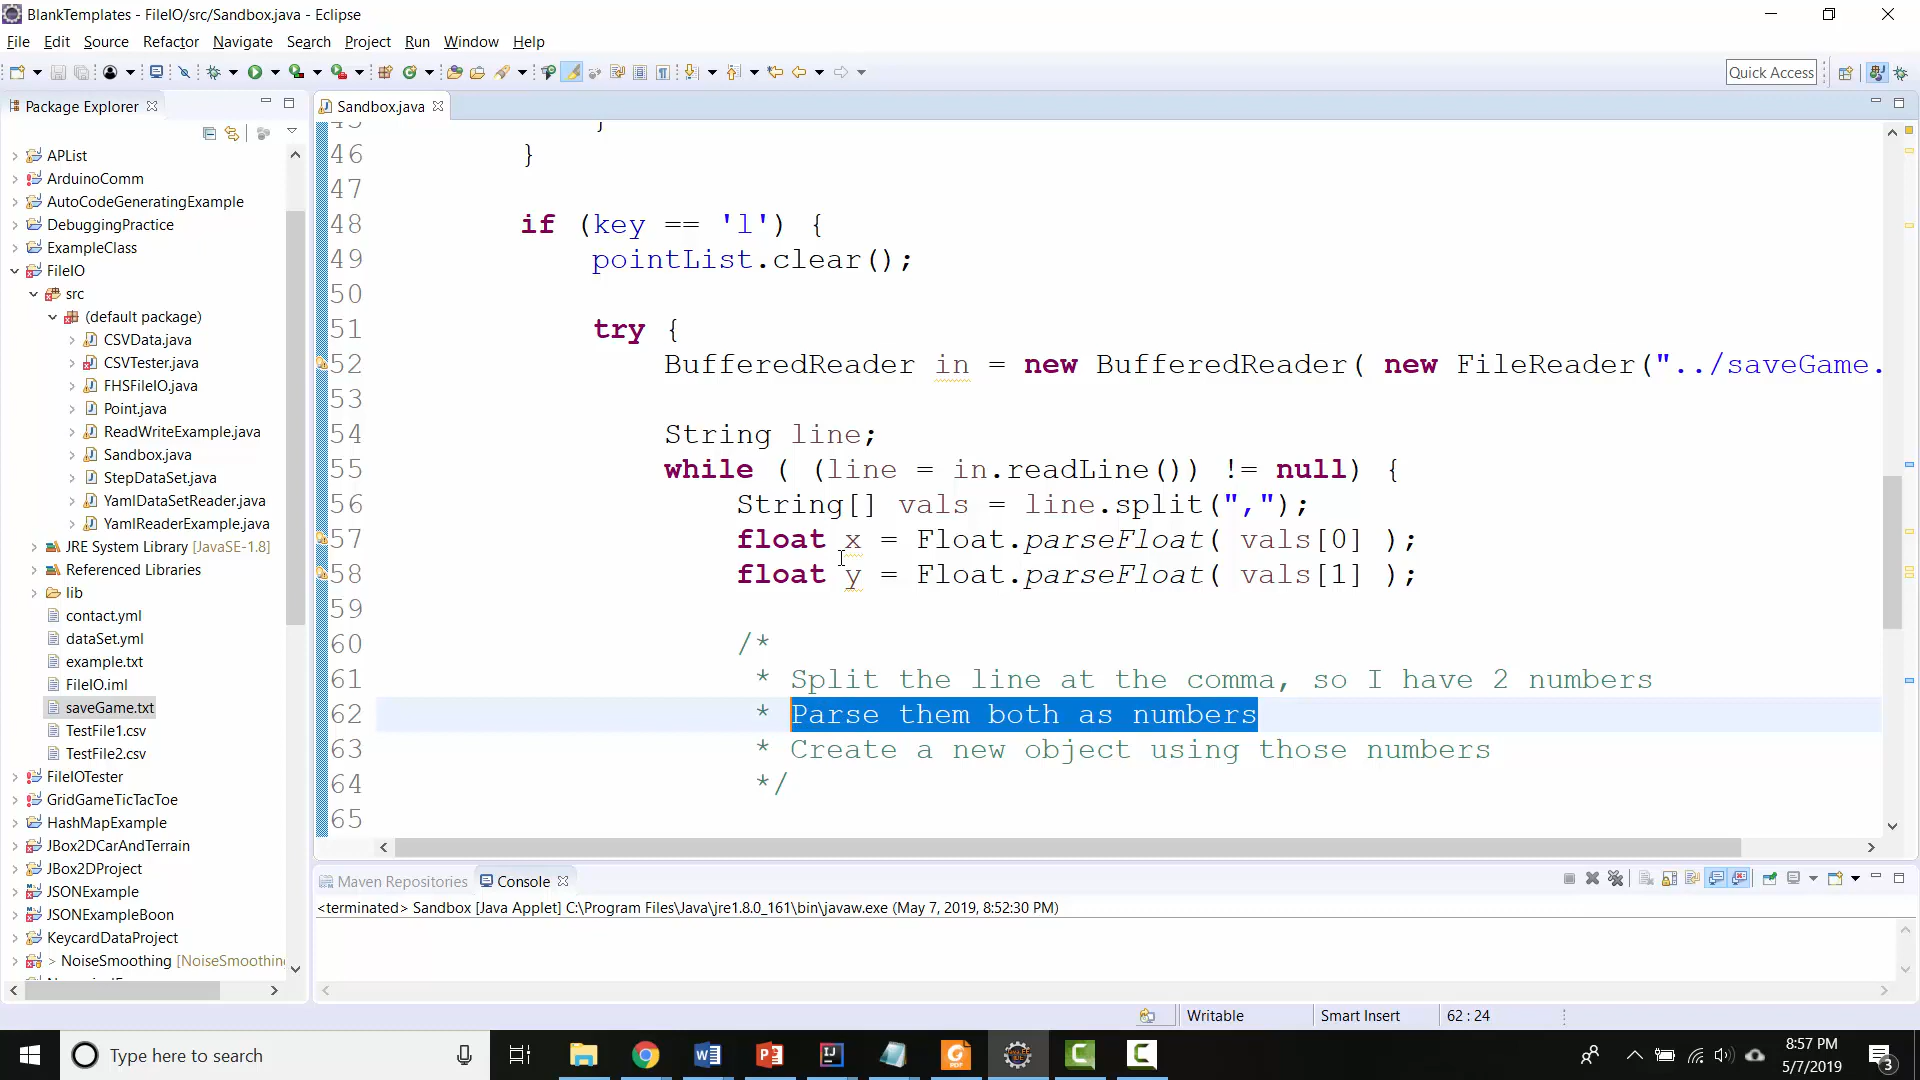 BlankTemplates - FileIO/src/Sandbox.java - Eclipse
File Edit Source Refactor Navigate Search Project Run Window Help
Quick Access
Package Explorer
Sandbox.java
APList
ArduinoComm
AutoCodeGeneratingExample
DebuggingPractice
ExampleClass
FileIO
src
(default package)
CSVData.java
CSVTester.java
FHSFileIO.java
Point.java
ReadWriteExample.java
Sandbox.java
StepDataSet.java
YamlDataSetReader.java
YamlReaderExample.java
JRE System Library [JavaSE-1.8]
Referenced Libraries
lib
contact.yml
dataSet.yml
example.txt
FileIO.iml
saveGame.txt
TestFile1.csv
TestFile2.csv
FileIOTester
GridGameTicTacToe
HashMapExample
JBox2DCarAndTerrain
JBox2DProject
JSONExample
JSONExampleBoon
KeycardDataProject
> NoiseSmoothing [NoiseSmoothin
45 }
46 }
47
48 if (key == 'l') {
49 pointList.clear();
50
51 try {
52 BufferedReader in = new BufferedReader( new FileReader("../saveGame.
53
54 String line;
55 while ( (line = in.readLine()) != null) {
56 String[] vals = line.split(",");
57 float x = Float.parseFloat( vals[0] );
58 float y = Float.parseFloat( vals[1] );
59
60 /*
61 * Split the line at the comma, so I have 2 numbers
62 * Parse them both as numbers
63 * Create a new object using those numbers
64 */
65
Maven Repositories Console
<terminated> Sandbox [Java Applet] C:\Program Files\Java\jre1.8.0_161\bin\javaw.exe (May 7, 2019, 8:52:30 PM)
Writable Smart Insert 62 : 24
Type here to search
8:57 PM
5/7/2019
3